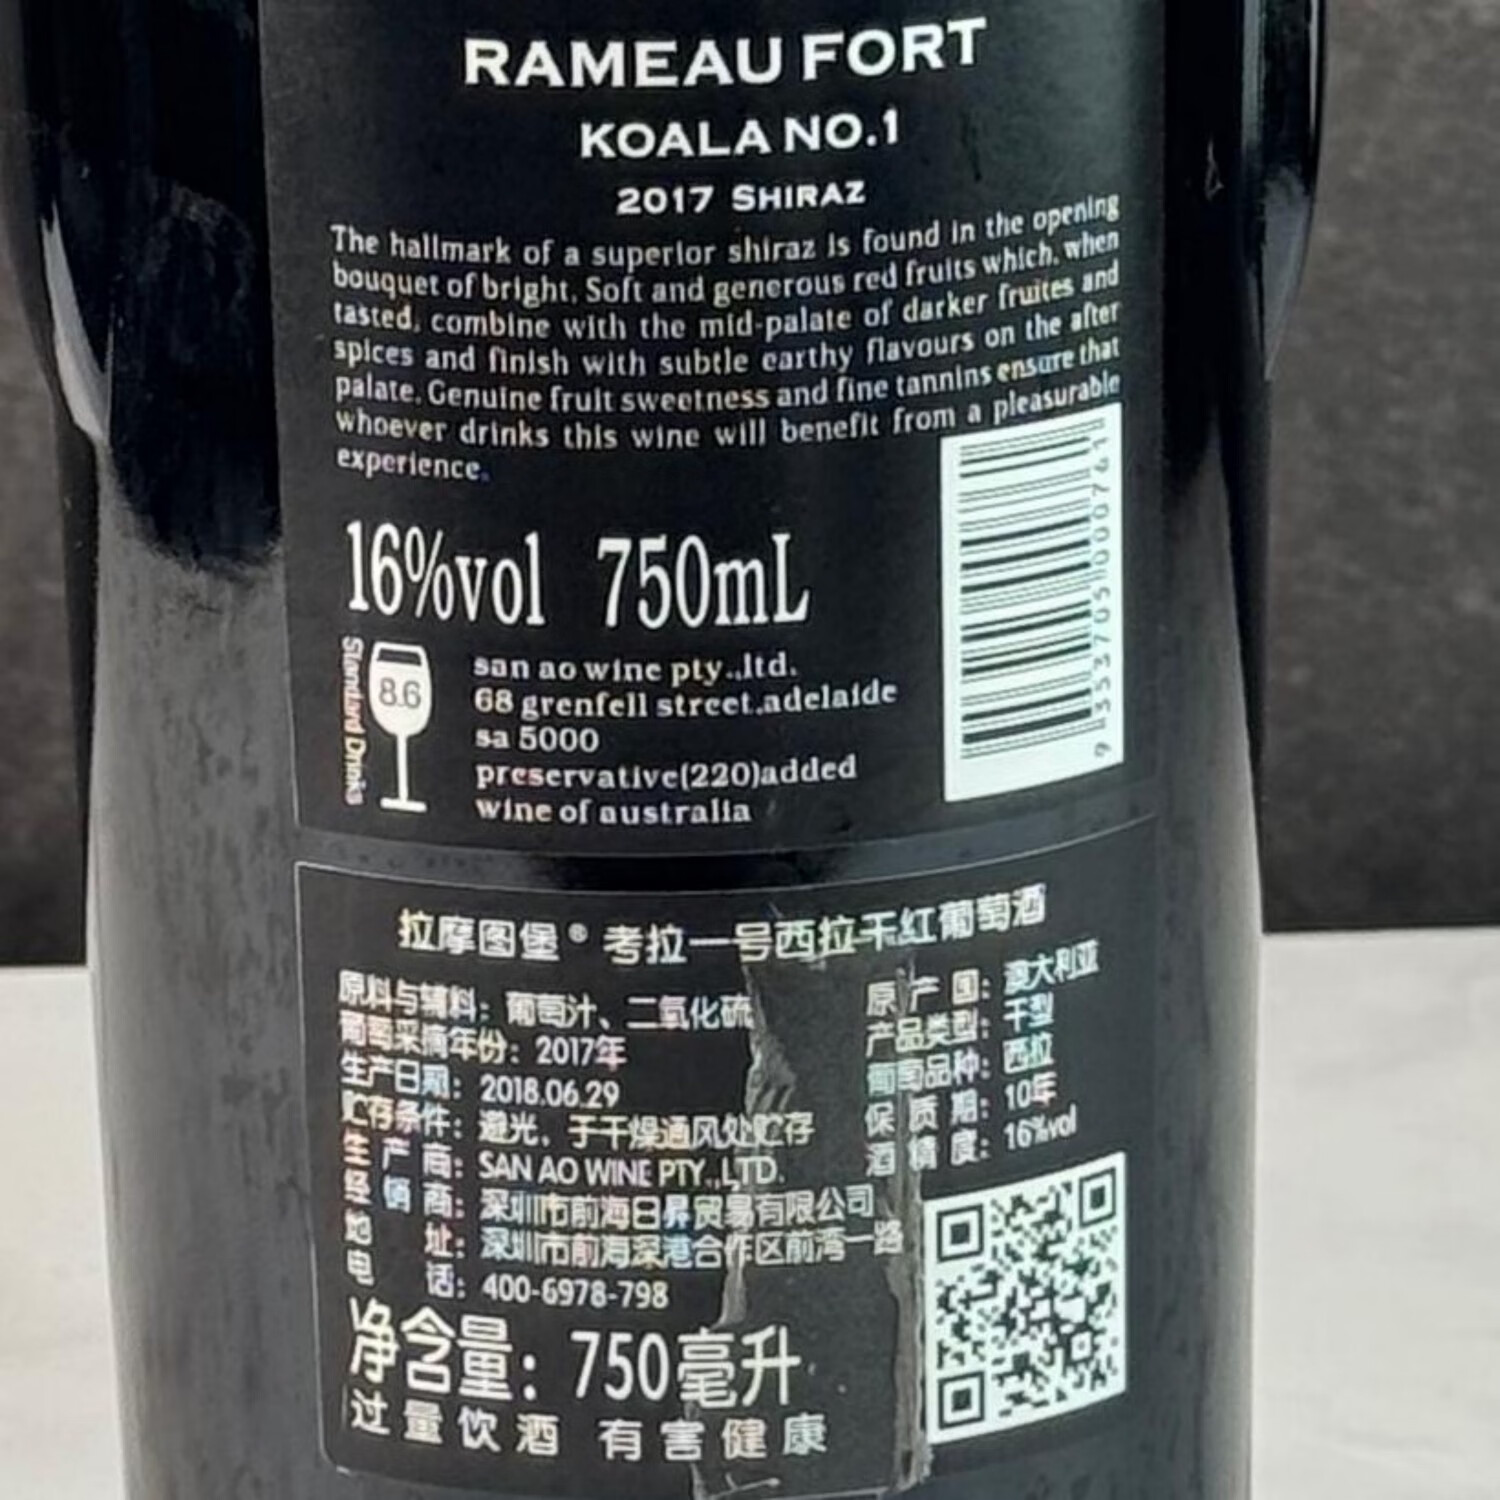 RAMEAU FORT
KOALA NO.1
2017 SHIRAZ
The hallmark of a superior shiraz is found in the opening
bouquet of bright. Soft and generous red fruits which, when
tasted, combine with the mid-palate of darker fruites and
spices and finish with subtle earthy flavours on the after
palate. Genuine fruit sweetness and fine tannins ensure that
whoever drinks this wine will benefit from a pleasurable
experience.
16%vol 750mL
Standard Drinks
8.6
san ao wine pty.,ltd.
68 grenfell street,adelaide
sa 5000
preservative(220)added
wine of australia
9 353705 000761
拉摩图堡® 考拉一号西拉干红葡萄酒
原料与辅料：葡萄汁、二氧化硫
葡萄采摘年份：2017年
生产日期：2018.06.29
贮存条件：避光，于干燥通风处贮存
生产商：SAN AO WINE PTY.,LTD.
经销商：深圳市前海日昇贸易有限公司
地址：深圳市前海深港合作区前湾一路
电话：400-6978-798
原产国：澳大利亚
产品类型：干型
葡萄品种：西拉
保质期：10年
酒精度：16%vol
净含量：750毫升
过量饮酒 有害健康